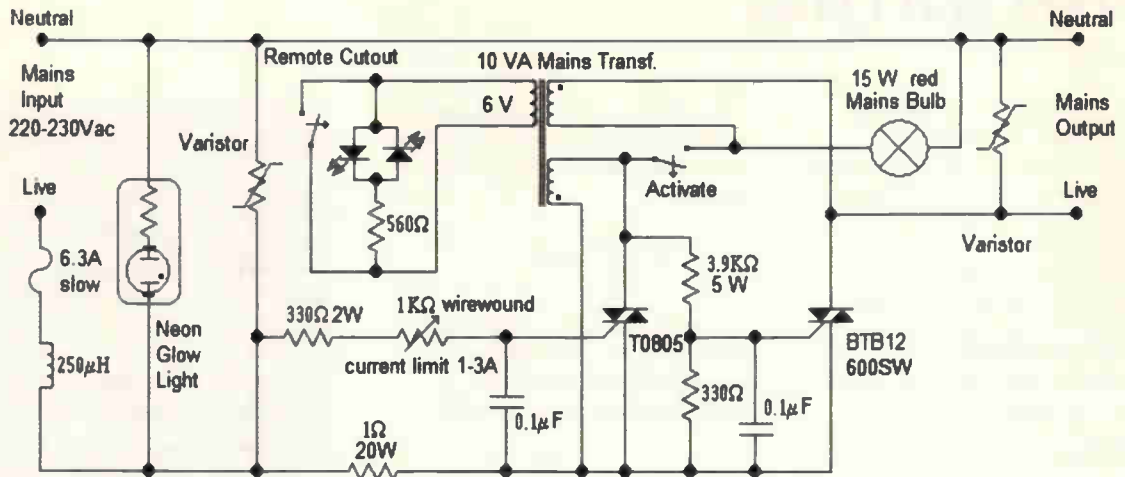 Neutral
Mains
Input
220-230Vac
Live
6.3A
slow
250μH
Neon
Glow
Light
Varistor
Remote Cutout
560Ω
10 VA Mains Transf.
6 V
Activate
15 W red
Mains Bulb
Neutral
Mains
Output
Live
Varistor
330Ω 2W
1KΩ wirewound
current limit 1-3A
0.1μF
1Ω
20W
T0805
3.9KΩ
5 W
330Ω
0.1μF
BTB12
600SW